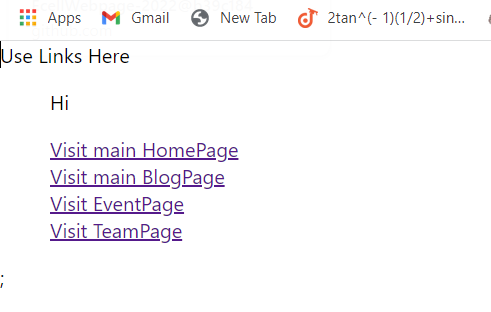 Apps Gmail New Tab 2tan^(- 1)(1/2)+sin...
Use Links Here
Hi
Visit main HomePage
Visit main BlogPage
Visit EventPage
Visit TeamPage
;